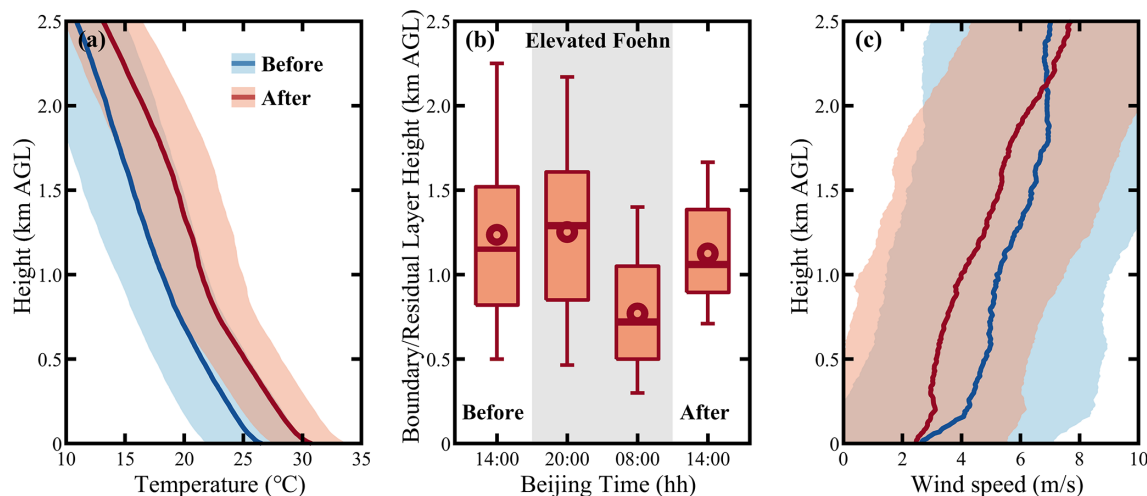 (a)
Before
After
2.5
2.0
1.5
1.0
0.5
0
10
15
20
25
30
35
Height (km AGL)
Temperature (℃)
(b)
Elevated Foehn
2.5
2.0
1.5
1.0
0.5
0
Before
After
14:00
20:00
08:00
14:00
Boundary/Residual Layer Height (km AGL)
Beijing Time (hh)
(c)
2.5
2.0
1.5
1.0
0.5
0
0
2
4
6
8
10
Height (km AGL)
Wind speed (m/s)